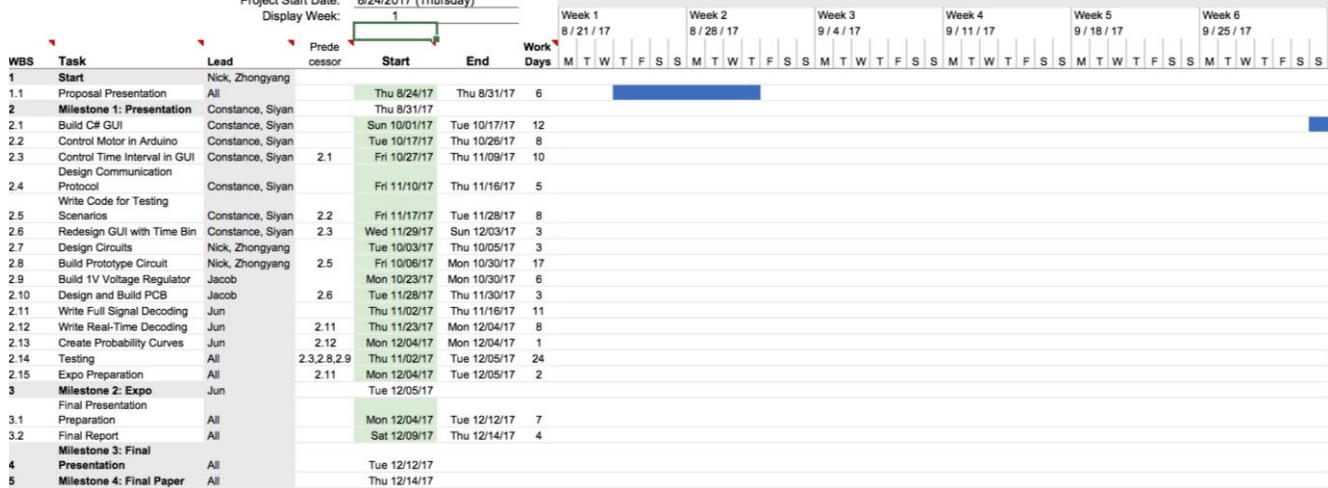 Project Start Date: 8/24/2017 (Thursday)
Display Week: 1
Week 1 Week 2 Week 3 Week 4 Week 5 Week 6
8 / 21 / 17 8 / 28 / 17 9 / 4 / 17 9 / 11 / 17 9 / 18 / 17 9 / 25 / 17
Prede
cessor
Work
Days
WBS Task Lead Start End M T W T F S S M T W T F S S M T W T F S S M T W T F S S M T W T F S S M T W T F S S
1 Start Nick, Zhongyang
1.1 Proposal Presentation All Thu 8/24/17 Thu 8/31/17 6
2 Milestone 1: Presentation Constance, Siyan Thu 8/31/17
2.1 Build C# GUI Constance, Siyan Sun 10/01/17 Tue 10/17/17 12
2.2 Control Motor in Arduino Constance, Siyan Tue 10/17/17 Thu 10/26/17 8
2.3 Control Time Interval in GUI Constance, Siyan 2.1 Fri 10/27/17 Thu 11/09/17 10
Design Communication
2.4 Protocol Constance, Siyan Fri 11/10/17 Thu 11/16/17 5
Write Code for Testing
2.5 Scenarios Constance, Siyan 2.2 Fri 11/17/17 Tue 11/28/17 8
2.6 Redesign GUI with Time Bin Constance, Siyan 2.3 Wed 11/29/17 Sun 12/03/17 3
2.7 Design Circuits Nick, Zhongyang Tue 10/03/17 Thu 10/05/17 3
2.8 Build Prototype Circuit Nick, Zhongyang 2.5 Fri 10/06/17 Mon 10/30/17 17
2.9 Build 1V Voltage Regulator Jacob Mon 10/23/17 Mon 10/30/17 6
2.10 Design and Build PCB Jacob 2.6 Tue 11/28/17 Thu 11/30/17 3
2.11 Write Full Signal Decoding Jun Thu 11/02/17 Thu 11/16/17 11
2.12 Write Real-Time Decoding Jun 2.11 Thu 11/23/17 Mon 12/04/17 8
2.13 Create Probability Curves Jun 2.12 Mon 12/04/17 Mon 12/04/17 1
2.14 Testing All 2.3,2.8,2.9 Thu 11/02/17 Tue 12/05/17 24
2.15 Expo Preparation All 2.11 Mon 12/04/17 Tue 12/05/17 2
3 Milestone 2: Expo Jun Tue 12/05/17
Final Presentation
3.1 Preparation All Mon 12/04/17 Tue 12/12/17 7
3.2 Final Report All Sat 12/09/17 Thu 12/14/17 4
Milestone 3: Final
4 Presentation All Tue 12/12/17
5 Milestone 4: Final Paper All Thu 12/14/17